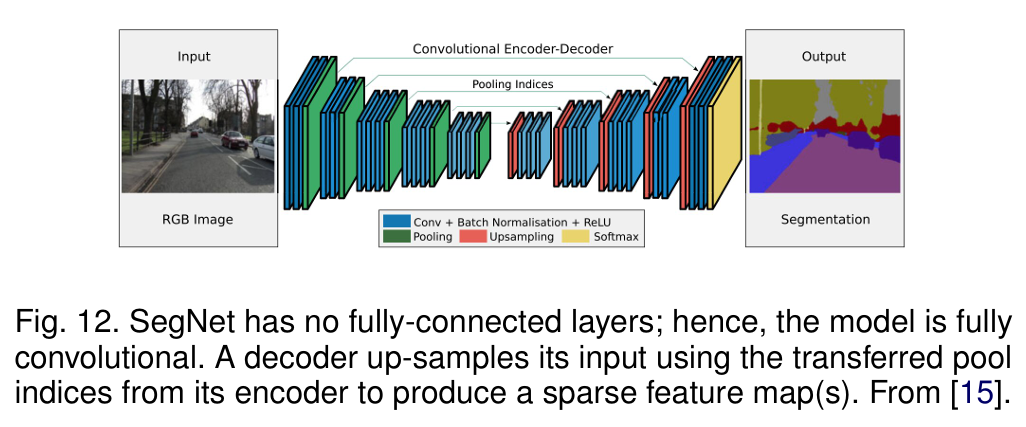 Input
Convolutional Encoder-Decoder
Output
Pooling Indices
RGB Image
Segmentation
Conv + Batch Normalisation + ReLU
Pooling Upsampling Softmax
Fig. 12. SegNet has no fully-connected layers; hence, the model is fully
convolutional. A decoder up-samples its input using the transferred pool
indices from its encoder to produce a sparse feature map(s). From [15].